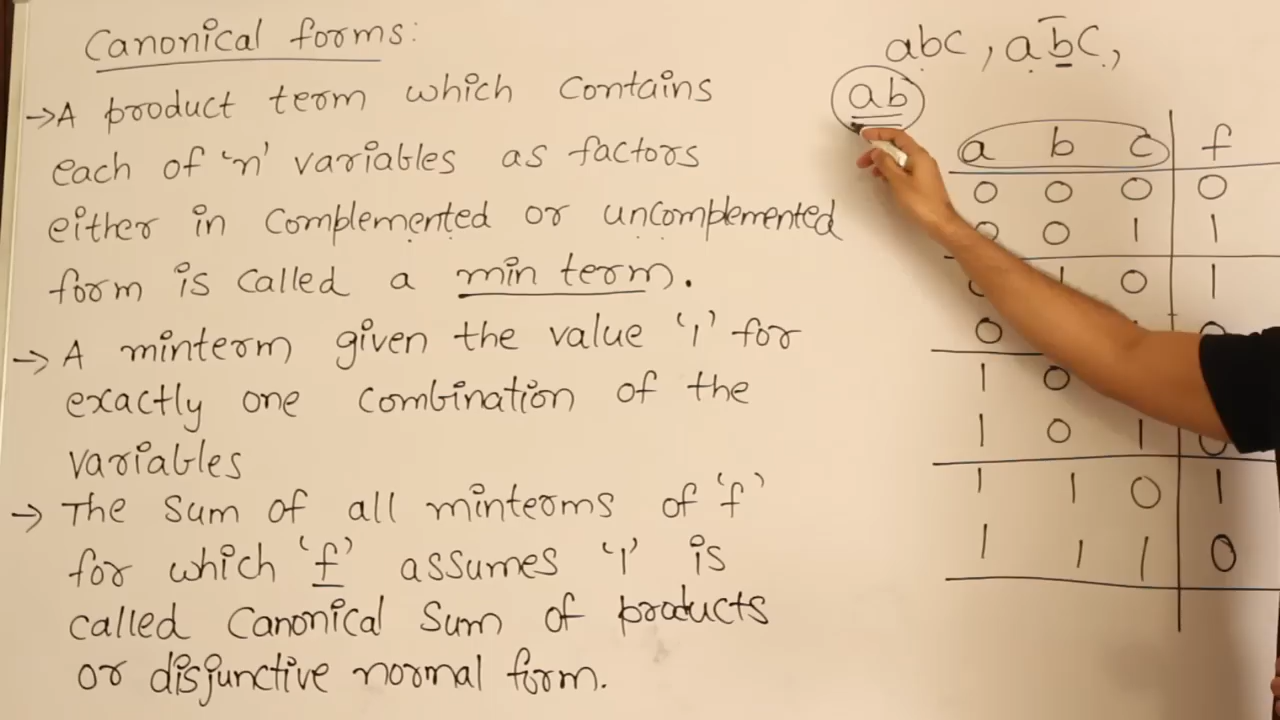 Canonical forms:
→ A product term which contains
each of 'n' variables as factors
either in complemented or uncomplemented
form is called a min term.
→ A minterm given the value '1' for
exactly one combination of the
variables
→ The sum of all minterms of 'f'
for which 'f' assumes '1' is
called Canonical Sum of products
or disjunctive normal form.
abc, ab̅c,
ab
a b c f
0 0 0 0
0 0 1 1
0 1
0
1 0
1 0 1 0
1 1 0 1
1 1 1 0